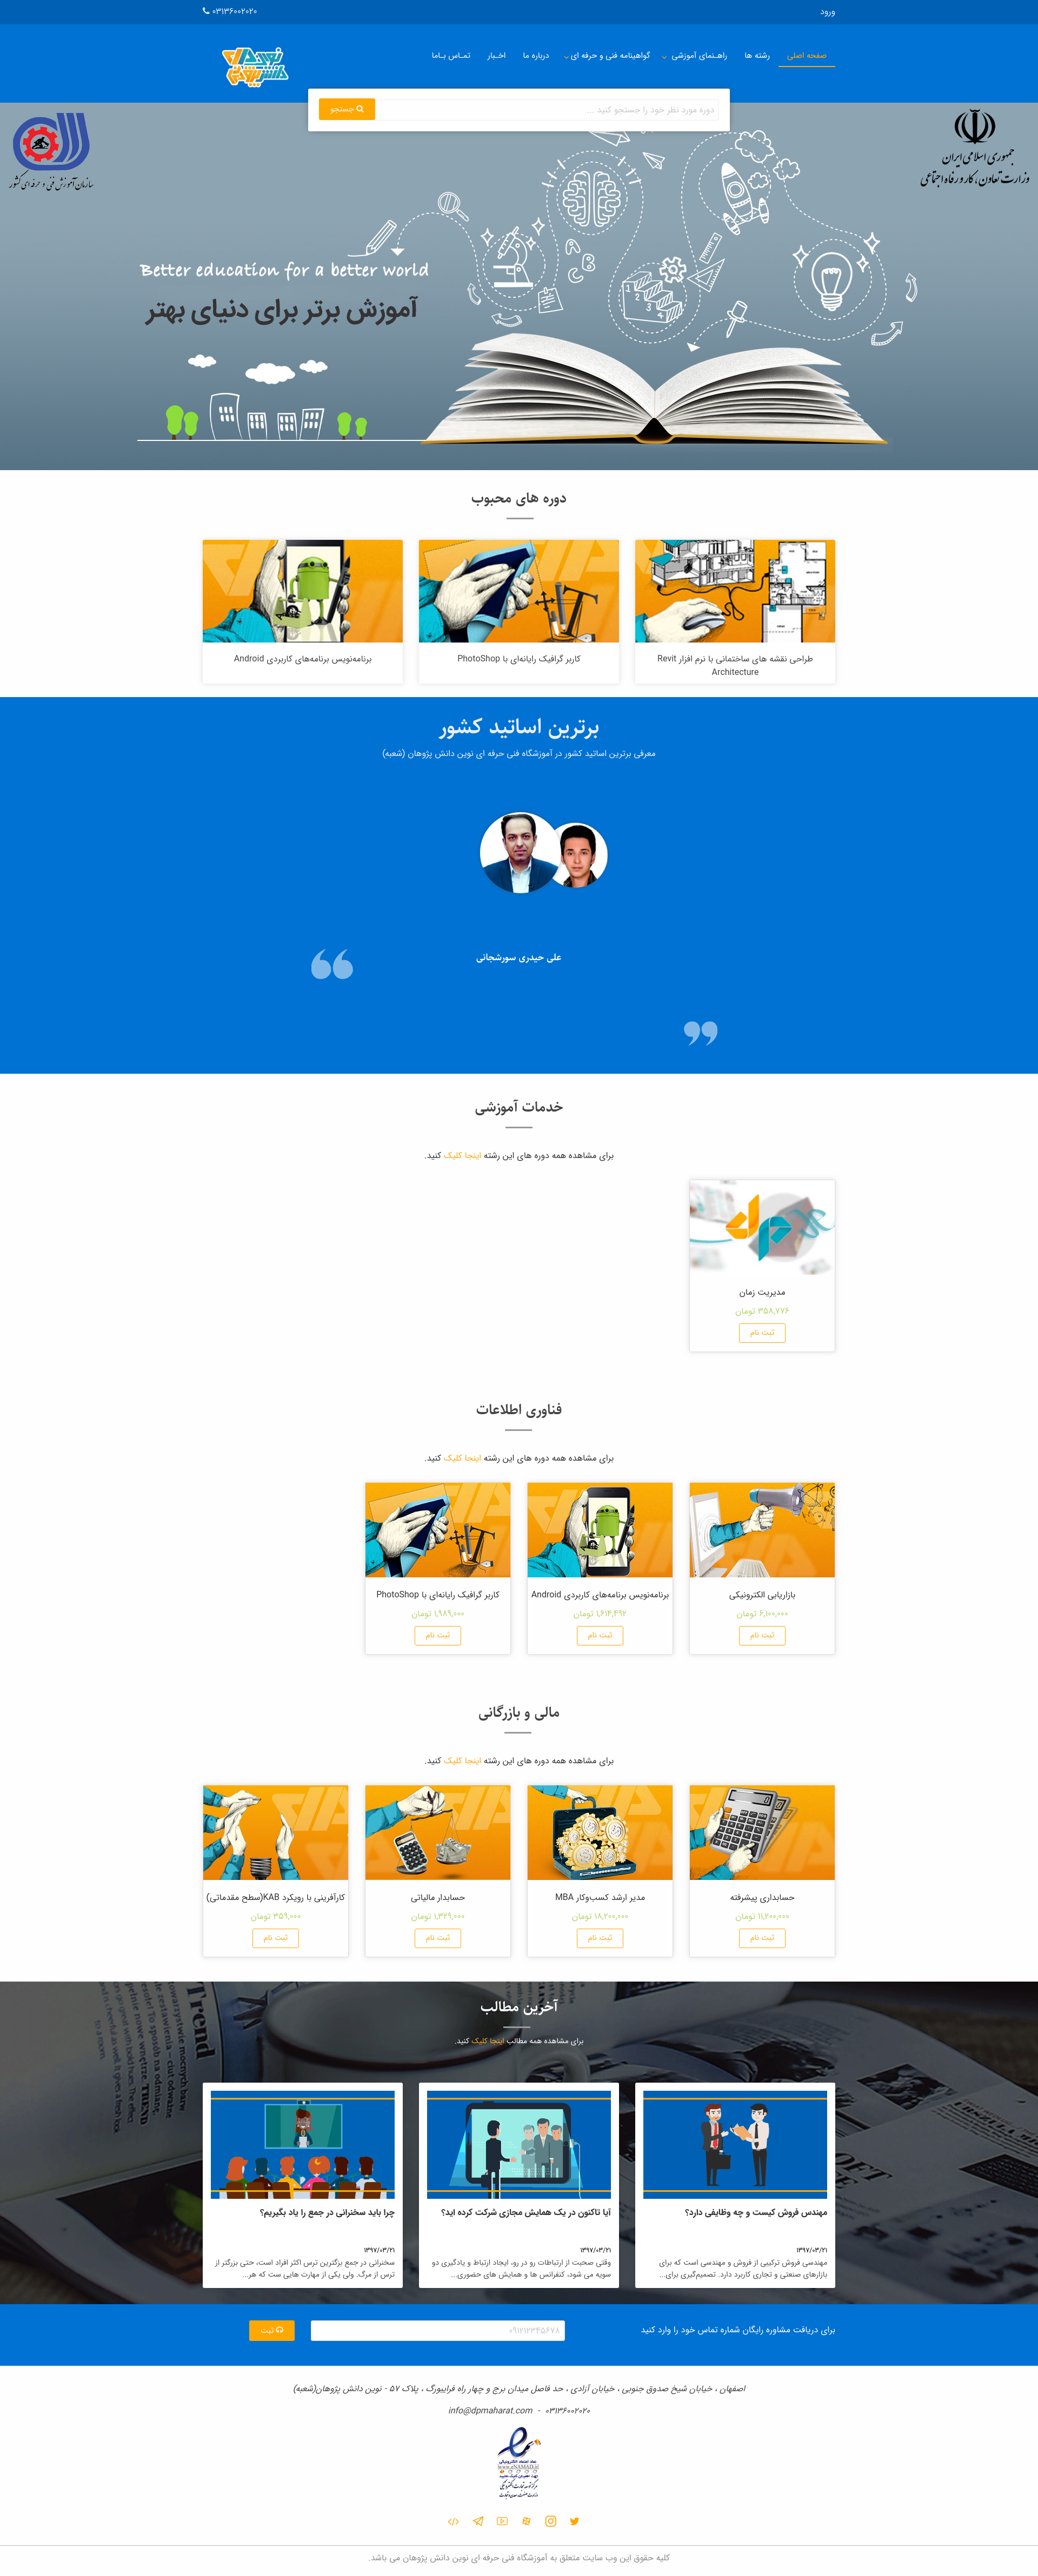 ورود
۰۳۱۳۶۰۰۲۰۲۰
صفحه اصلی
رشته ها
راهـنمای آموزشی
گواهینامه فنی و حرفه ای
درباره ما
اخـبار
تمـاس بـاما
دوره مورد نظر خود را جستجو کنید ...
جستجو
جمهوری اسلامی ایران
وزارت تعاون، کار و رفاه اجتماعی
سازمان آموزش فنی و حرفه‌ای کشور
Better education for a better world
آموزش برتر برای دنیای بهتر
دوره های محبوب
طراحی نقشه های ساختمانی با نرم افزار Revit
Architecture
کاربر گرافیک رایانه‌ای با PhotoShop
برنامه‌نویس برنامه‌های کاربردی Android
برترین اساتید کشور
معرفی برترین اساتید کشور در آموزشگاه فنی حرفه ای نوین دانش پژوهان (شعبه)
علی حیدری سورشجانی
خدمات آموزشی
برای مشاهده همه دوره های این رشته اینجا کلیک کنید.
مدیریت زمان
۳۵۸,۷۷۶ تومان
ثبت نام
فناوری اطلاعات
برای مشاهده همه دوره های این رشته اینجا کلیک کنید.
بازاریابی الکترونیکی
۶,۱۰۰,۰۰۰ تومان
ثبت نام
برنامه‌نویس برنامه‌های کاربردی Android
۱,۶۱۴,۴۹۲ تومان
ثبت نام
کاربر گرافیک رایانه‌ای با PhotoShop
۱,۹۸۹,۰۰۰ تومان
ثبت نام
مالی و بازرگانی
برای مشاهده همه دوره های این رشته اینجا کلیک کنید.
حسابداری پیشرفته
۱۱,۲۰۰,۰۰۰ تومان
ثبت نام
مدیر ارشد کسب‌وکار MBA
۱۸,۲۰۰,۰۰۰ تومان
ثبت نام
حسابدار مالیاتی
۱,۳۲۹,۰۰۰ تومان
ثبت نام
کارآفرینی با رویکرد KAB(سطح مقدماتی)
۳۵۹,۰۰۰ تومان
ثبت نام
آخرین مطالب
برای مشاهده همه مطالب اینجا کلیک کنید.
مهندس فروش کیست و چه وظایفی دارد؟
۱۳۹۷/۰۳/۲۱
مهندسی فروش ترکیبی از فروش و مهندسی است که برای
بازارهای صنعتی و تجاری کاربرد دارد. تصمیم‌گیری برای...
آیا تاکنون در یک همایش مجازی شرکت کرده اید؟
۱۳۹۷/۰۳/۲۱
وقتی صحبت از ارتباطات رو در رو، ایجاد ارتباط و یادگیری دو
سویه می شود، کنفرانس ها و همایش های حضوری...
چرا باید سخنرانی در جمع را یاد بگیریم؟
۱۳۹۷/۰۳/۲۱
سخنرانی در جمع بزگترین ترس اکثر افراد است، حتی بزرگتر از
ترس از مرگ. ولی یکی از مهارت هایی ست که هر...
برای دریافت مشاوره رایگان شماره تماس خود را وارد کنید
۰۹۱۲۱۲۳۴۵۶۷۸
ثبت
اصفهان ، خیابان شیخ صدوق جنوبی ، خیابان آزادی ، حد فاصل میدان برج و چهار راه فرایبورگ ، پلاک ۵۷ - نوین دانش پژوهان(شعبه)
۰۳۱۳۶۰۰۲۰۲۰ - info@dpmaharat.com
کلیه حقوق این وب سایت متعلق به آموزشگاه فنی حرفه ای نوین دانش پژوهان می باشد.